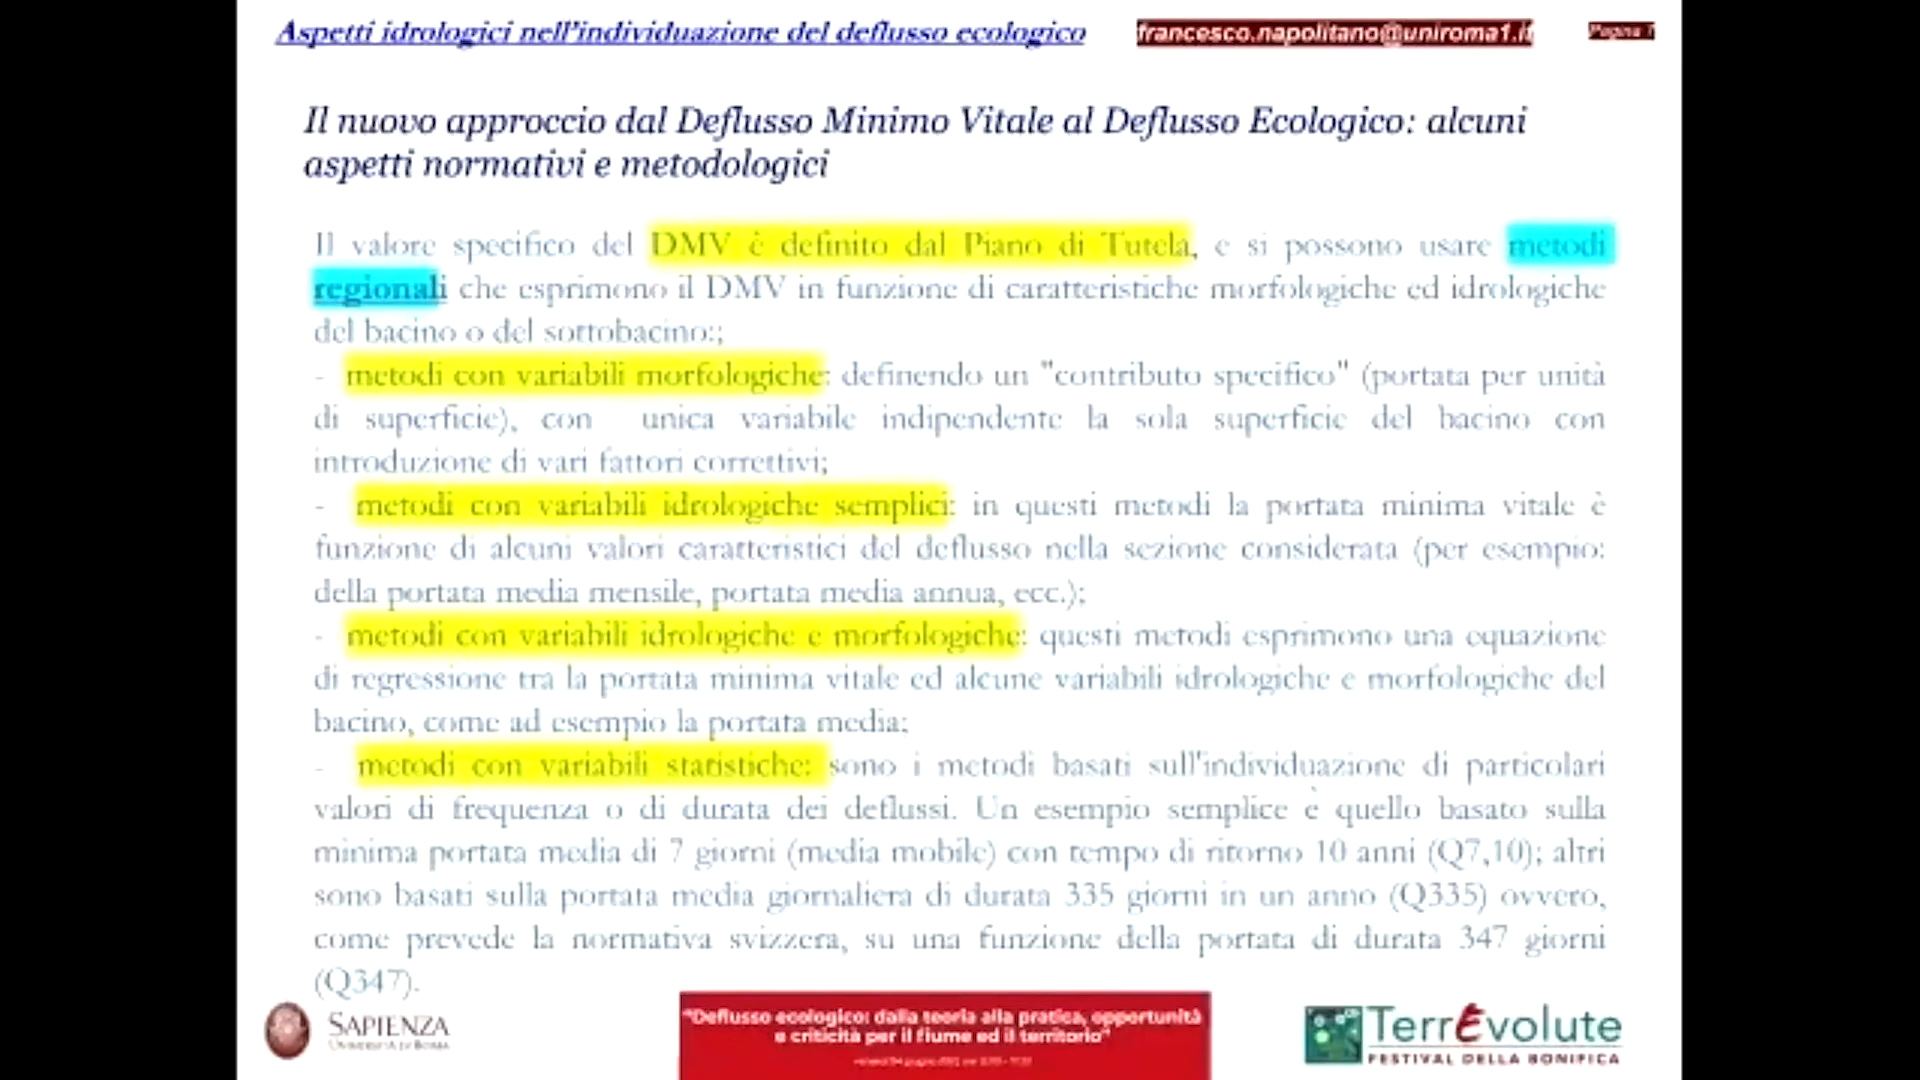 Aspetti idrologici nell'individuazione del deflusso ecologico
francesco.napolitano@uniroma1.it
Pagina 7
Il nuovo approccio dal Deflusso Minimo Vitale al Deflusso Ecologico: alcuni
aspetti normativi e metodologici
Il valore specifico del DMV è definito dal Piano di Tutela, e si possono usare metodi
regionali che esprimono il DMV in funzione di caratteristiche morfologiche ed idrologiche
del bacino o del sottobacino:;
- metodi con variabili morfologiche: definendo un "contributo specifico" (portata per unità
di superficie), con unica variabile indipendente la sola superficie del bacino con
introduzione di vari fattori correttivi;
- metodi con variabili idrologiche semplici: in questi metodi la portata minima vitale è
funzione di alcuni valori caratteristici del deflusso nella sezione considerata (per esempio:
della portata media mensile, portata media annua, ecc.);
- metodi con variabili idrologiche e morfologiche: questi metodi esprimono una equazione
di regressione tra la portata minima vitale ed alcune variabili idrologiche e morfologiche del
bacino, come ad esempio la portata media;
- metodi con variabili statistiche: sono i metodi basati sull'individuazione di particolari
valori di frequenza o di durata dei deflussi. Un esempio semplice è quello basato sulla
minima portata media di 7 giorni (media mobile) con tempo di ritorno 10 anni (Q7,10); altri
sono basati sulla portata media giornaliera di durata 335 giorni in un anno (Q335) ovvero,
come prevede la normativa svizzera, su una funzione della portata di durata 347 giorni
(Q347).
SAPIENZA
UNIVERSITÀ DI ROMA
"Deflusso ecologico: dalla teoria alla pratica, opportunità
e criticità per il fiume ed il territorio"
TerrEvolute
FESTIVAL DELLA BONIFICA